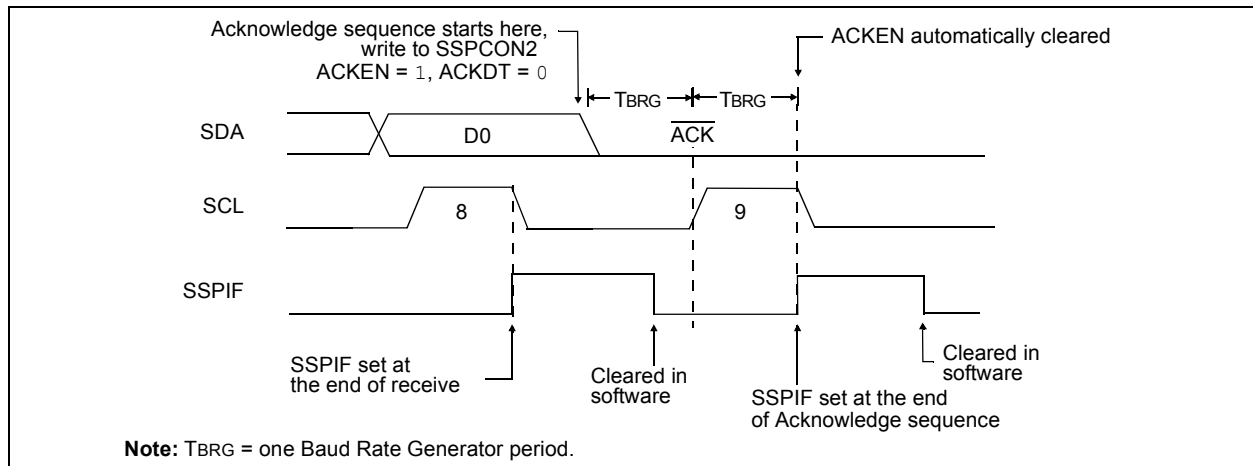 Acknowledge sequence starts here,
write to SSPCON2
ACKEN = 1, ACKDT = 0
ACKEN automatically cleared
TBRG
TBRG
SDA
D0
ACK
SCL
8
9
SSPIF
SSPIF set at
the end of receive
Cleared in
software
SSPIF set at the end
of Acknowledge sequence
Cleared in
software
Note: TBRG = one Baud Rate Generator period.